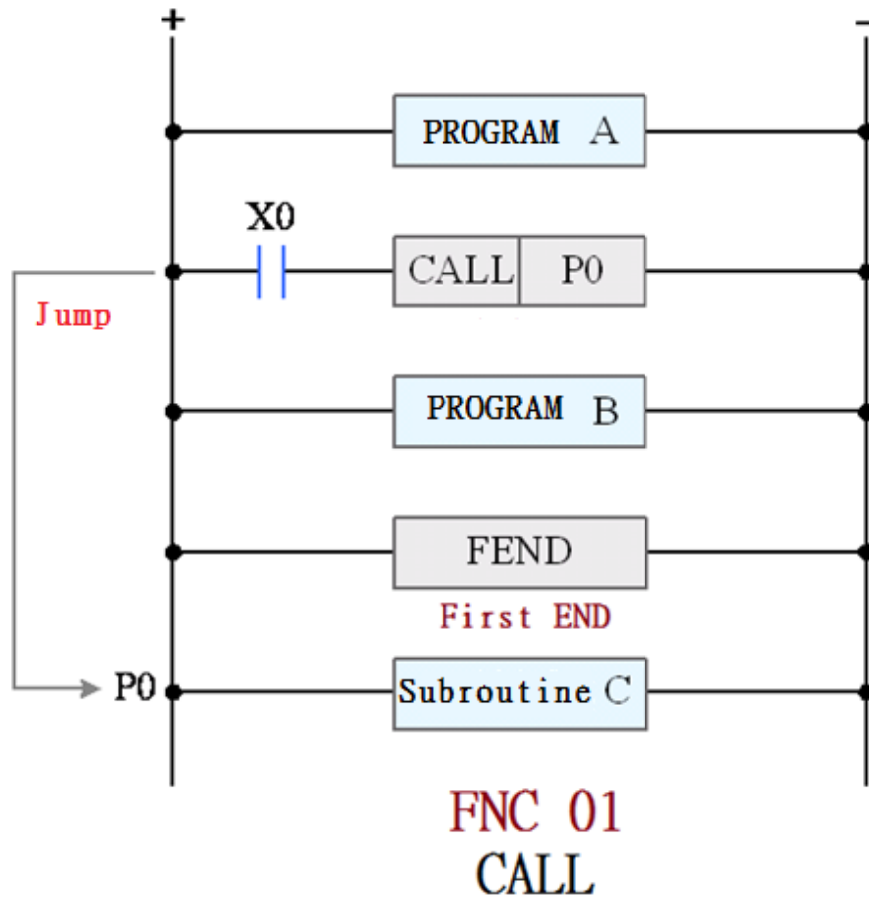 + −
PROGRAM A
X0
CALL P0
Jump
PROGRAM B
FEND
First END
P0 Subroutine C
FNC 01
CALL